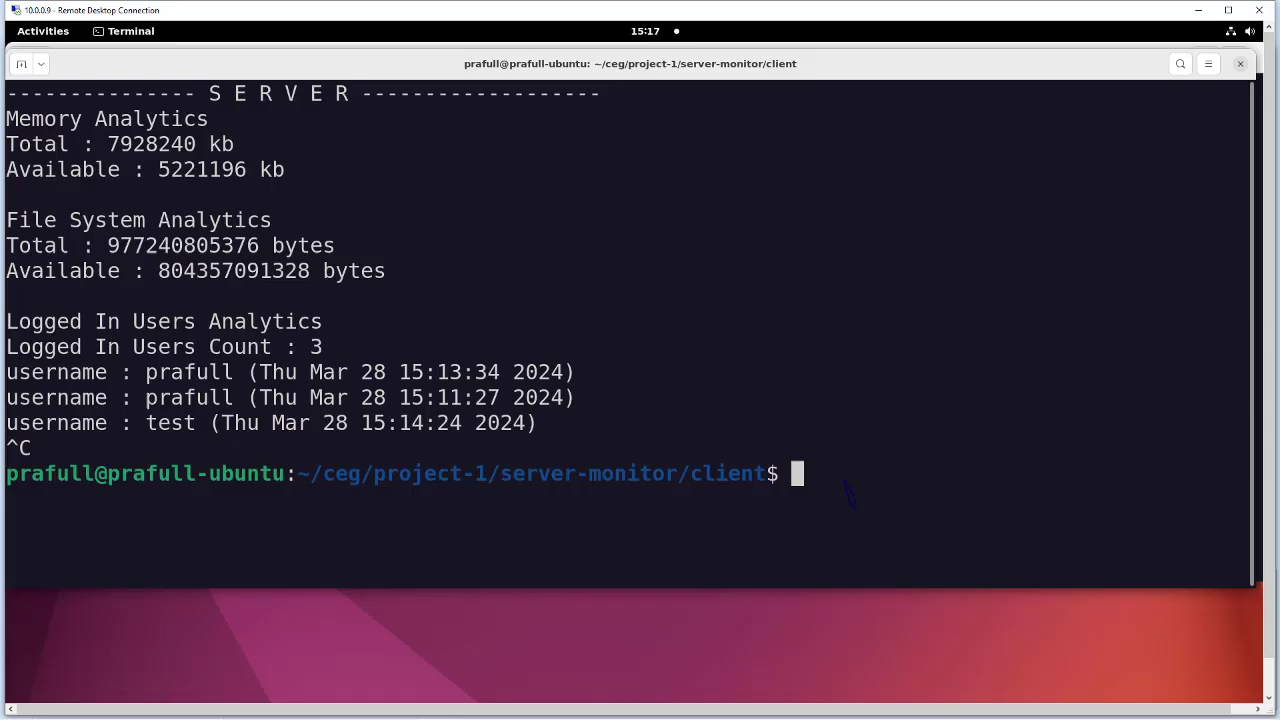 10.0.0.9 - Remote Desktop Connection
Activities Terminal 15:17
prafull@prafull-ubuntu: ~/ceg/project-1/server-monitor/client
--------------- S E R V E R -------------------
Memory Analytics
Total : 7928240 kb
Available : 5221196 kb
File System Analytics
Total : 977240805376 bytes
Available : 804357091328 bytes
Logged In Users Analytics
Logged In Users Count : 3
username : prafull (Thu Mar 28 15:13:34 2024)
username : prafull (Thu Mar 28 15:11:27 2024)
username : test (Thu Mar 28 15:14:24 2024)
^C
prafull@prafull-ubuntu:~/ceg/project-1/server-monitor/client$